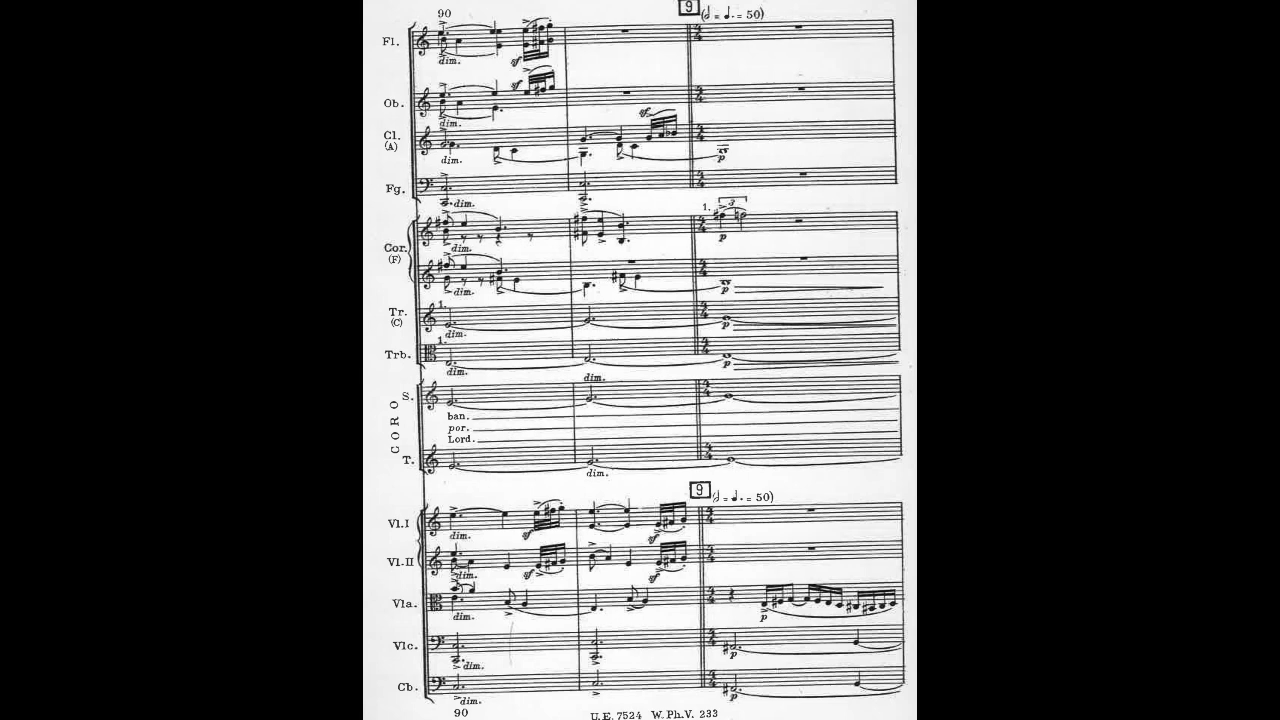 90
9 (𝅗𝅥 = 𝅗𝅥. = 50)
Fl.
dim.
sf
Ob.
sf
dim.
Cl.
(A)
sf
dim.
p
Fg.
dim.
Cor.
(F)
1. 3
dim.
p
dim.
p
Tr.
(C)
1.
dim.
p
Trb.
1.
dim.
p
dim.
CORO
S.
ban.
por.
Lord.
T.
dim.
9 (𝅗𝅥 = 𝅗𝅥. = 50)
Vl.I
dim.
sf
sf
Vl.II
dim.
sf
sf
Vla.
dim.
p
Vlc.
dim.
p
Cb.
dim.
p
90
U.E. 7524 W.Ph.V. 233